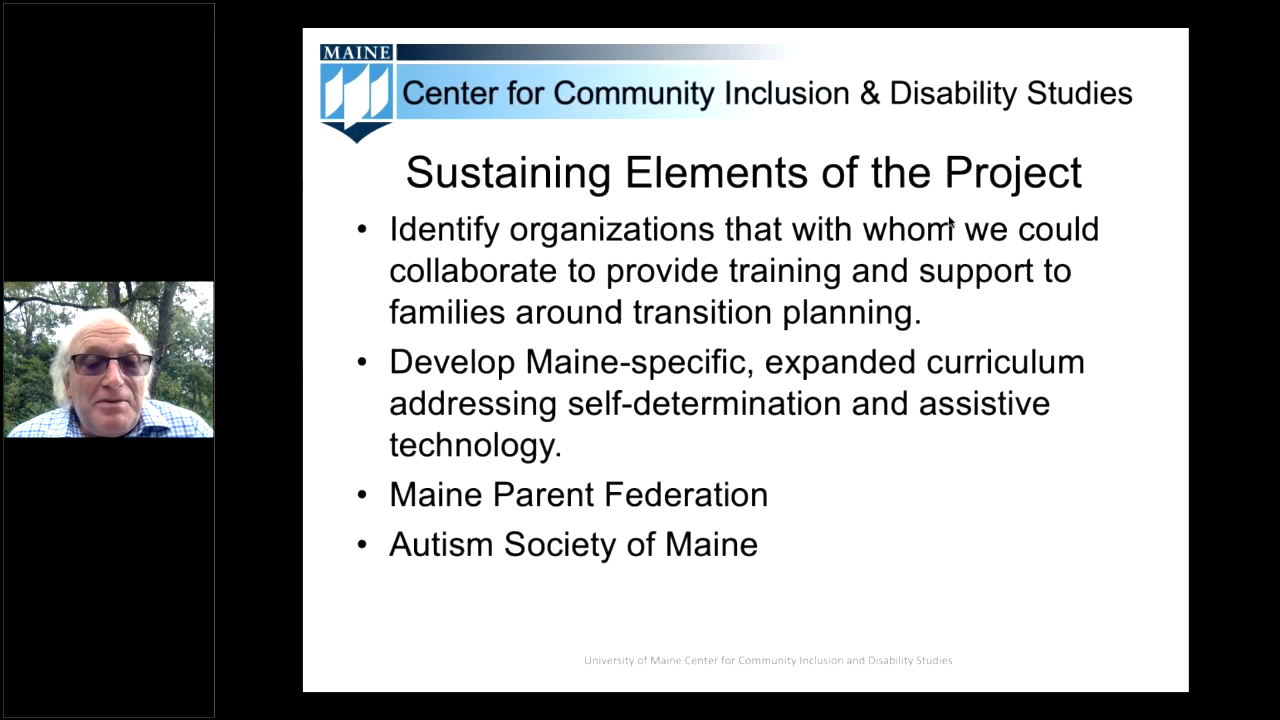 MAINE
Center for Community Inclusion & Disability Studies
Sustaining Elements of the Project
• Identify organizations that with whom we could
collaborate to provide training and support to
families around transition planning.
• Develop Maine-specific, expanded curriculum
addressing self-determination and assistive
technology.
• Maine Parent Federation
• Autism Society of Maine
University of Maine Center for Community Inclusion and Disability Studies